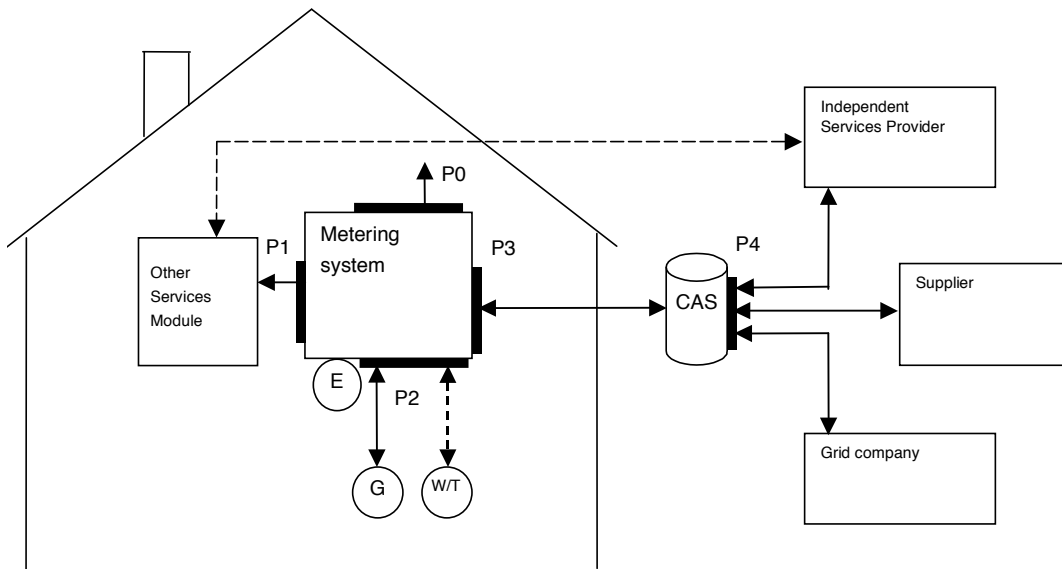 Independent
Services Provider
P0
Metering
system
P1
P3
P4
Other
Services
Module
CAS
Supplier
E
P2
G
W/T
Grid company